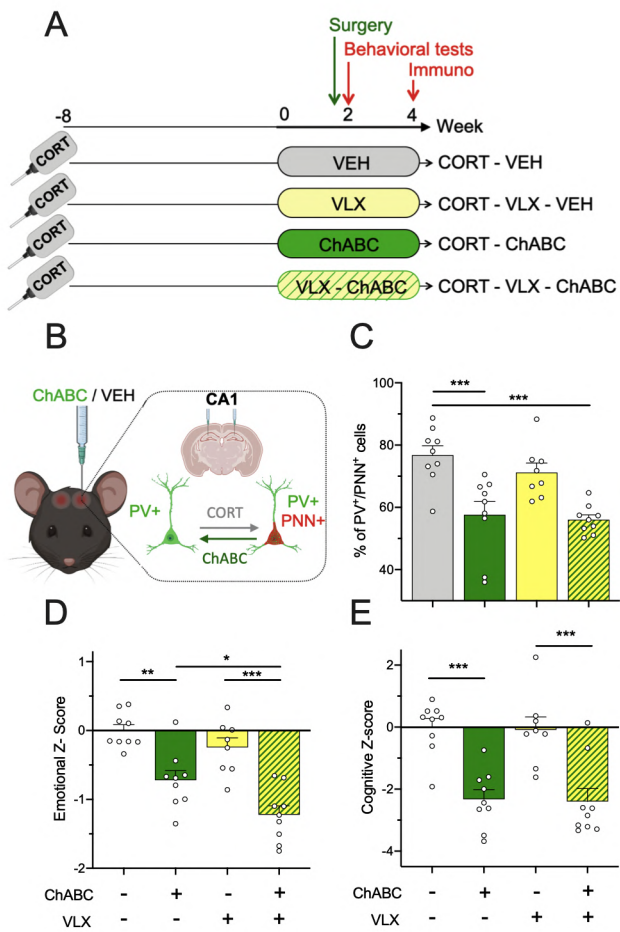 A
Surgery
Behavioral tests
Immuno
-8
0
2
4
Week
CORT
VEH
CORT - VEH
CORT
VLX
CORT - VLX - VEH
CORT
ChABC
CORT - ChABC
CORT
VLX - ChABC
CORT - VLX - ChABC
B
ChABC / VEH
CA1
PV+
CORT
ChABC
PV+
PNN+
C
% of PV+/PNN+ cells
100
80
60
40
***
***
D
Emotional Z- Score
1
0
-1
-2
**
*
***
ChABC - + - +
VLX - - + +
E
Cognitive Z-score
2
0
-2
-4
***
***
ChABC - + - +
VLX - - + +